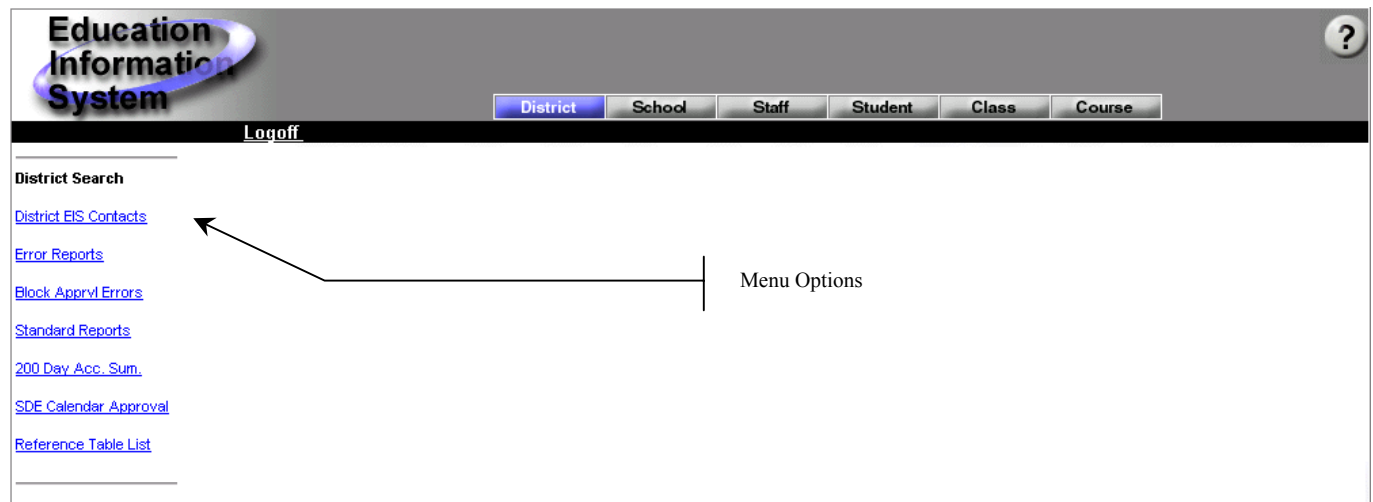 Education
Information
System
?
District School Staff Student Class Course
Logoff
District Search
District EIS Contacts
Error Reports
Block Apprvl Errors
Standard Reports
200 Day Acc. Sum.
SDE Calendar Approval
Reference Table List
Menu Options